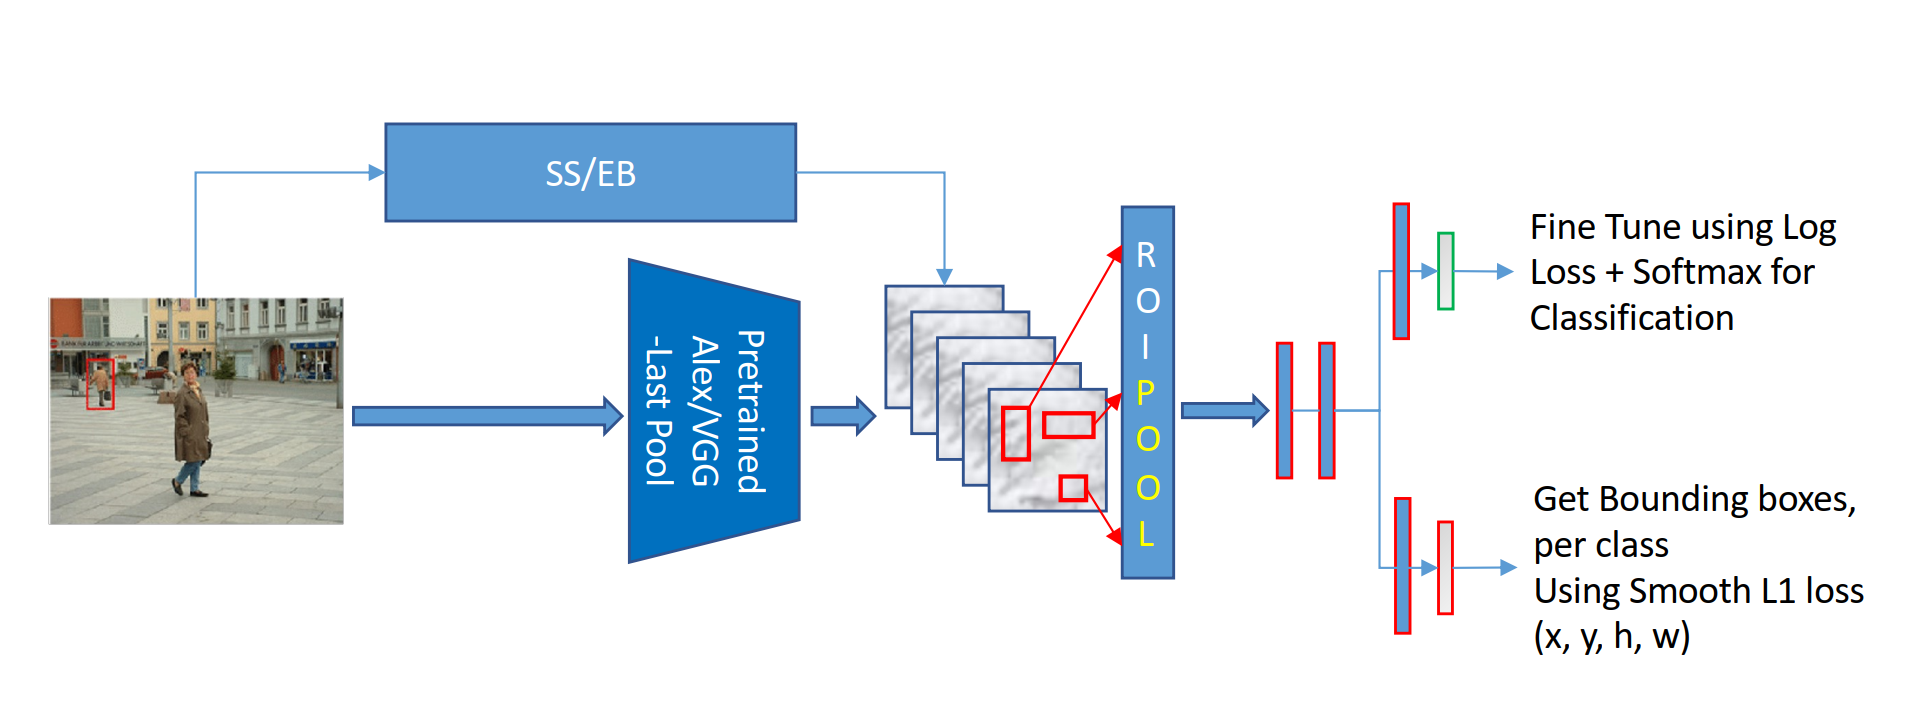 SS/EB
Pretrained
Alex/VGG
-Last Pool
R
O
I
P
O
O
L
Fine Tune using Log
Loss + Softmax for
Classification
Get Bounding boxes,
per class
Using Smooth L1 loss
(x, y, h, w)